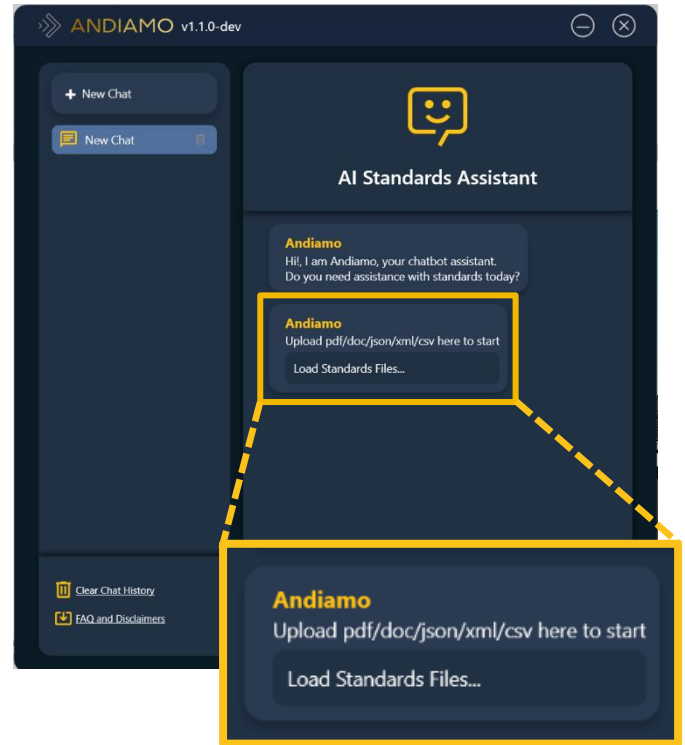 ANDIAMO v1.1.0-dev
+ New Chat
New Chat
AI Standards Assistant
Andiamo
Hi!, I am Andiamo, your chatbot assistant.
Do you need assistance with standards today?
Andiamo
Upload pdf/doc/json/xml/csv here to start
Load Standards Files...
Clear Chat History
FAQ and Disclaimers
Andiamo
Upload pdf/doc/json/xml/csv here to start
Load Standards Files...